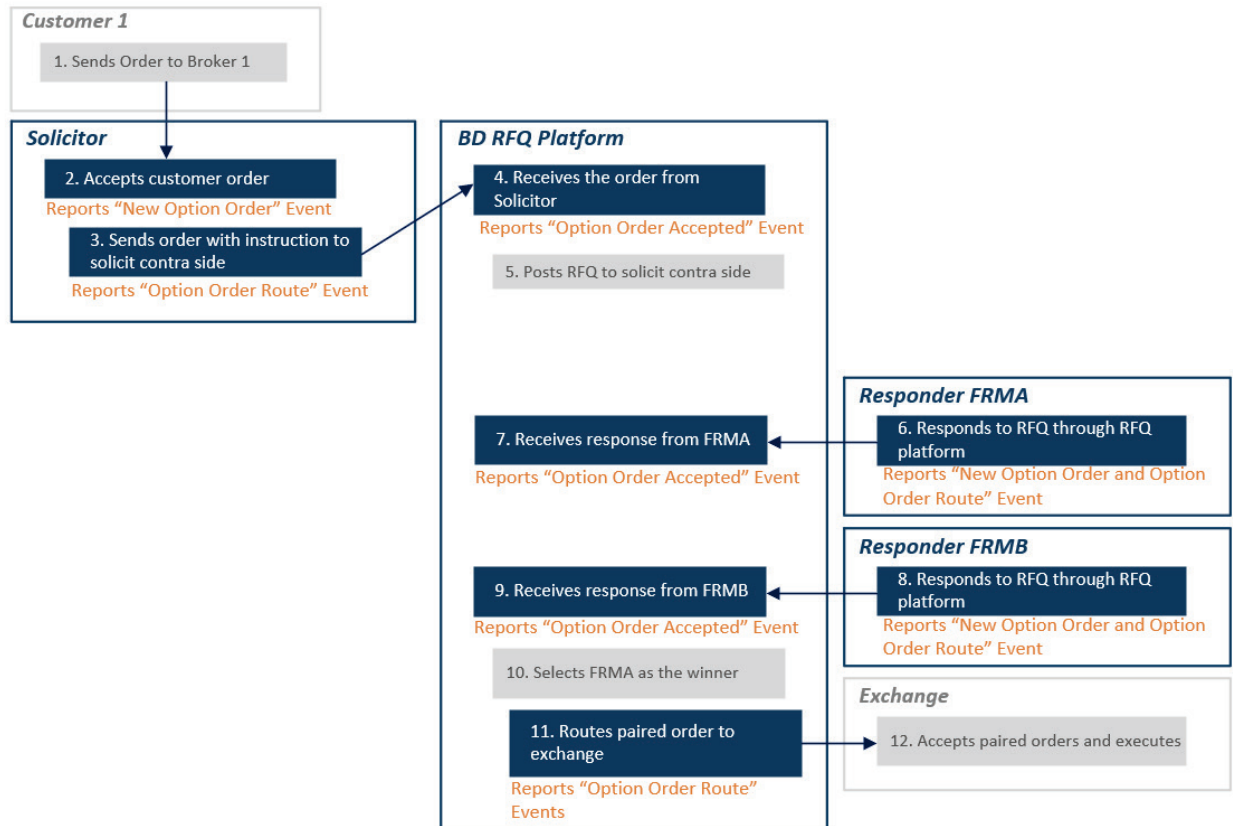 Customer 1
1. Sends Order to Broker 1
Solicitor
2. Accepts customer order
Reports “New Option Order” Event
3. Sends order with instruction to
solicit contra side
Reports “Option Order Route” Event
BD RFQ Platform
4. Receives the order from
Solicitor
Reports “Option Order Accepted” Event
5. Posts RFQ to solicit contra side
Responder FRMA
6. Responds to RFQ through RFQ
platform
Reports “New Option Order and Option
Order Route” Event
7. Receives response from FRMA
Reports “Option Order Accepted” Event
Responder FRMB
8. Responds to RFQ through RFQ
platform
Reports “New Option Order and Option
Order Route” Event
9. Receives response from FRMB
Reports “Option Order Accepted” Event
10. Selects FRMA as the winner
11. Routes paired order to
exchange
Reports “Option Order Route”
Events
Exchange
12. Accepts paired orders and executes